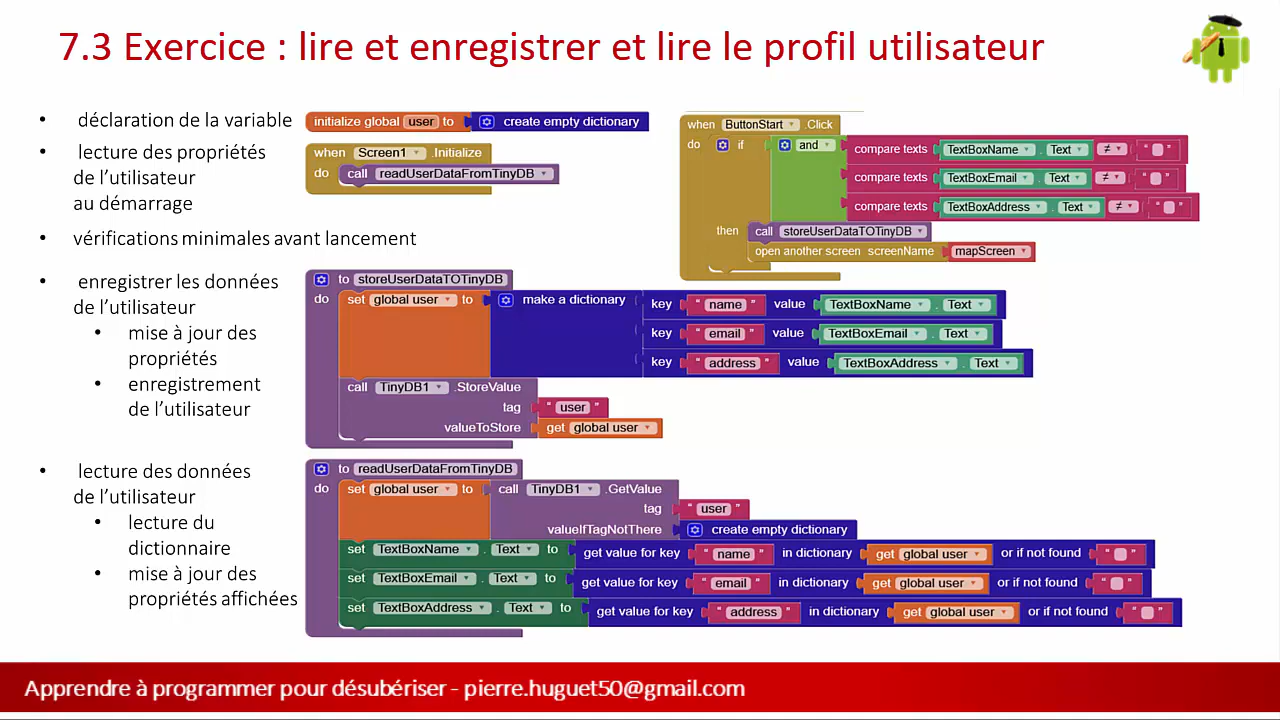 7.3 Exercice : lire et enregistrer et lire le profil utilisateur
• déclaration de la variable
initialize global user to create empty dictionary
• lecture des propriétés
de l’utilisateur
au démarrage
when Screen1 .Initialize
do call readUserDataFromTinyDB
• vérifications minimales avant lancement
when ButtonStart .Click
do if and compare texts TextBoxName . Text ≠ " "
compare texts TextBoxEmail . Text ≠ " "
compare texts TextBoxAddress . Text ≠ " "
then call storeUserDataTOTinyDB
open another screen screenName mapScreen
• enregistrer les données
de l’utilisateur
• mise à jour des
propriétés
• enregistrement
de l’utilisateur
to storeUserDataTOTinyDB
do set global user to make a dictionary key " name " value TextBoxName . Text
key " email " value TextBoxEmail . Text
key " address " value TextBoxAddress . Text
call TinyDB1 .StoreValue
tag " user "
valueToStore get global user
• lecture des données
de l’utilisateur
• lecture du
dictionnaire
• mise à jour des
propriétés affichées
to readUserDataFromTinyDB
do set global user to call TinyDB1 .GetValue
tag " user "
valueIfTagNotThere create empty dictionary
set TextBoxName . Text to get value for key " name " in dictionary get global user or if not found " "
set TextBoxEmail . Text to get value for key " email " in dictionary get global user or if not found " "
set TextBoxAddress . Text to get value for key " address " in dictionary get global user or if not found " "
Apprendre à programmer pour désubériser - pierre.huguet50@gmail.com